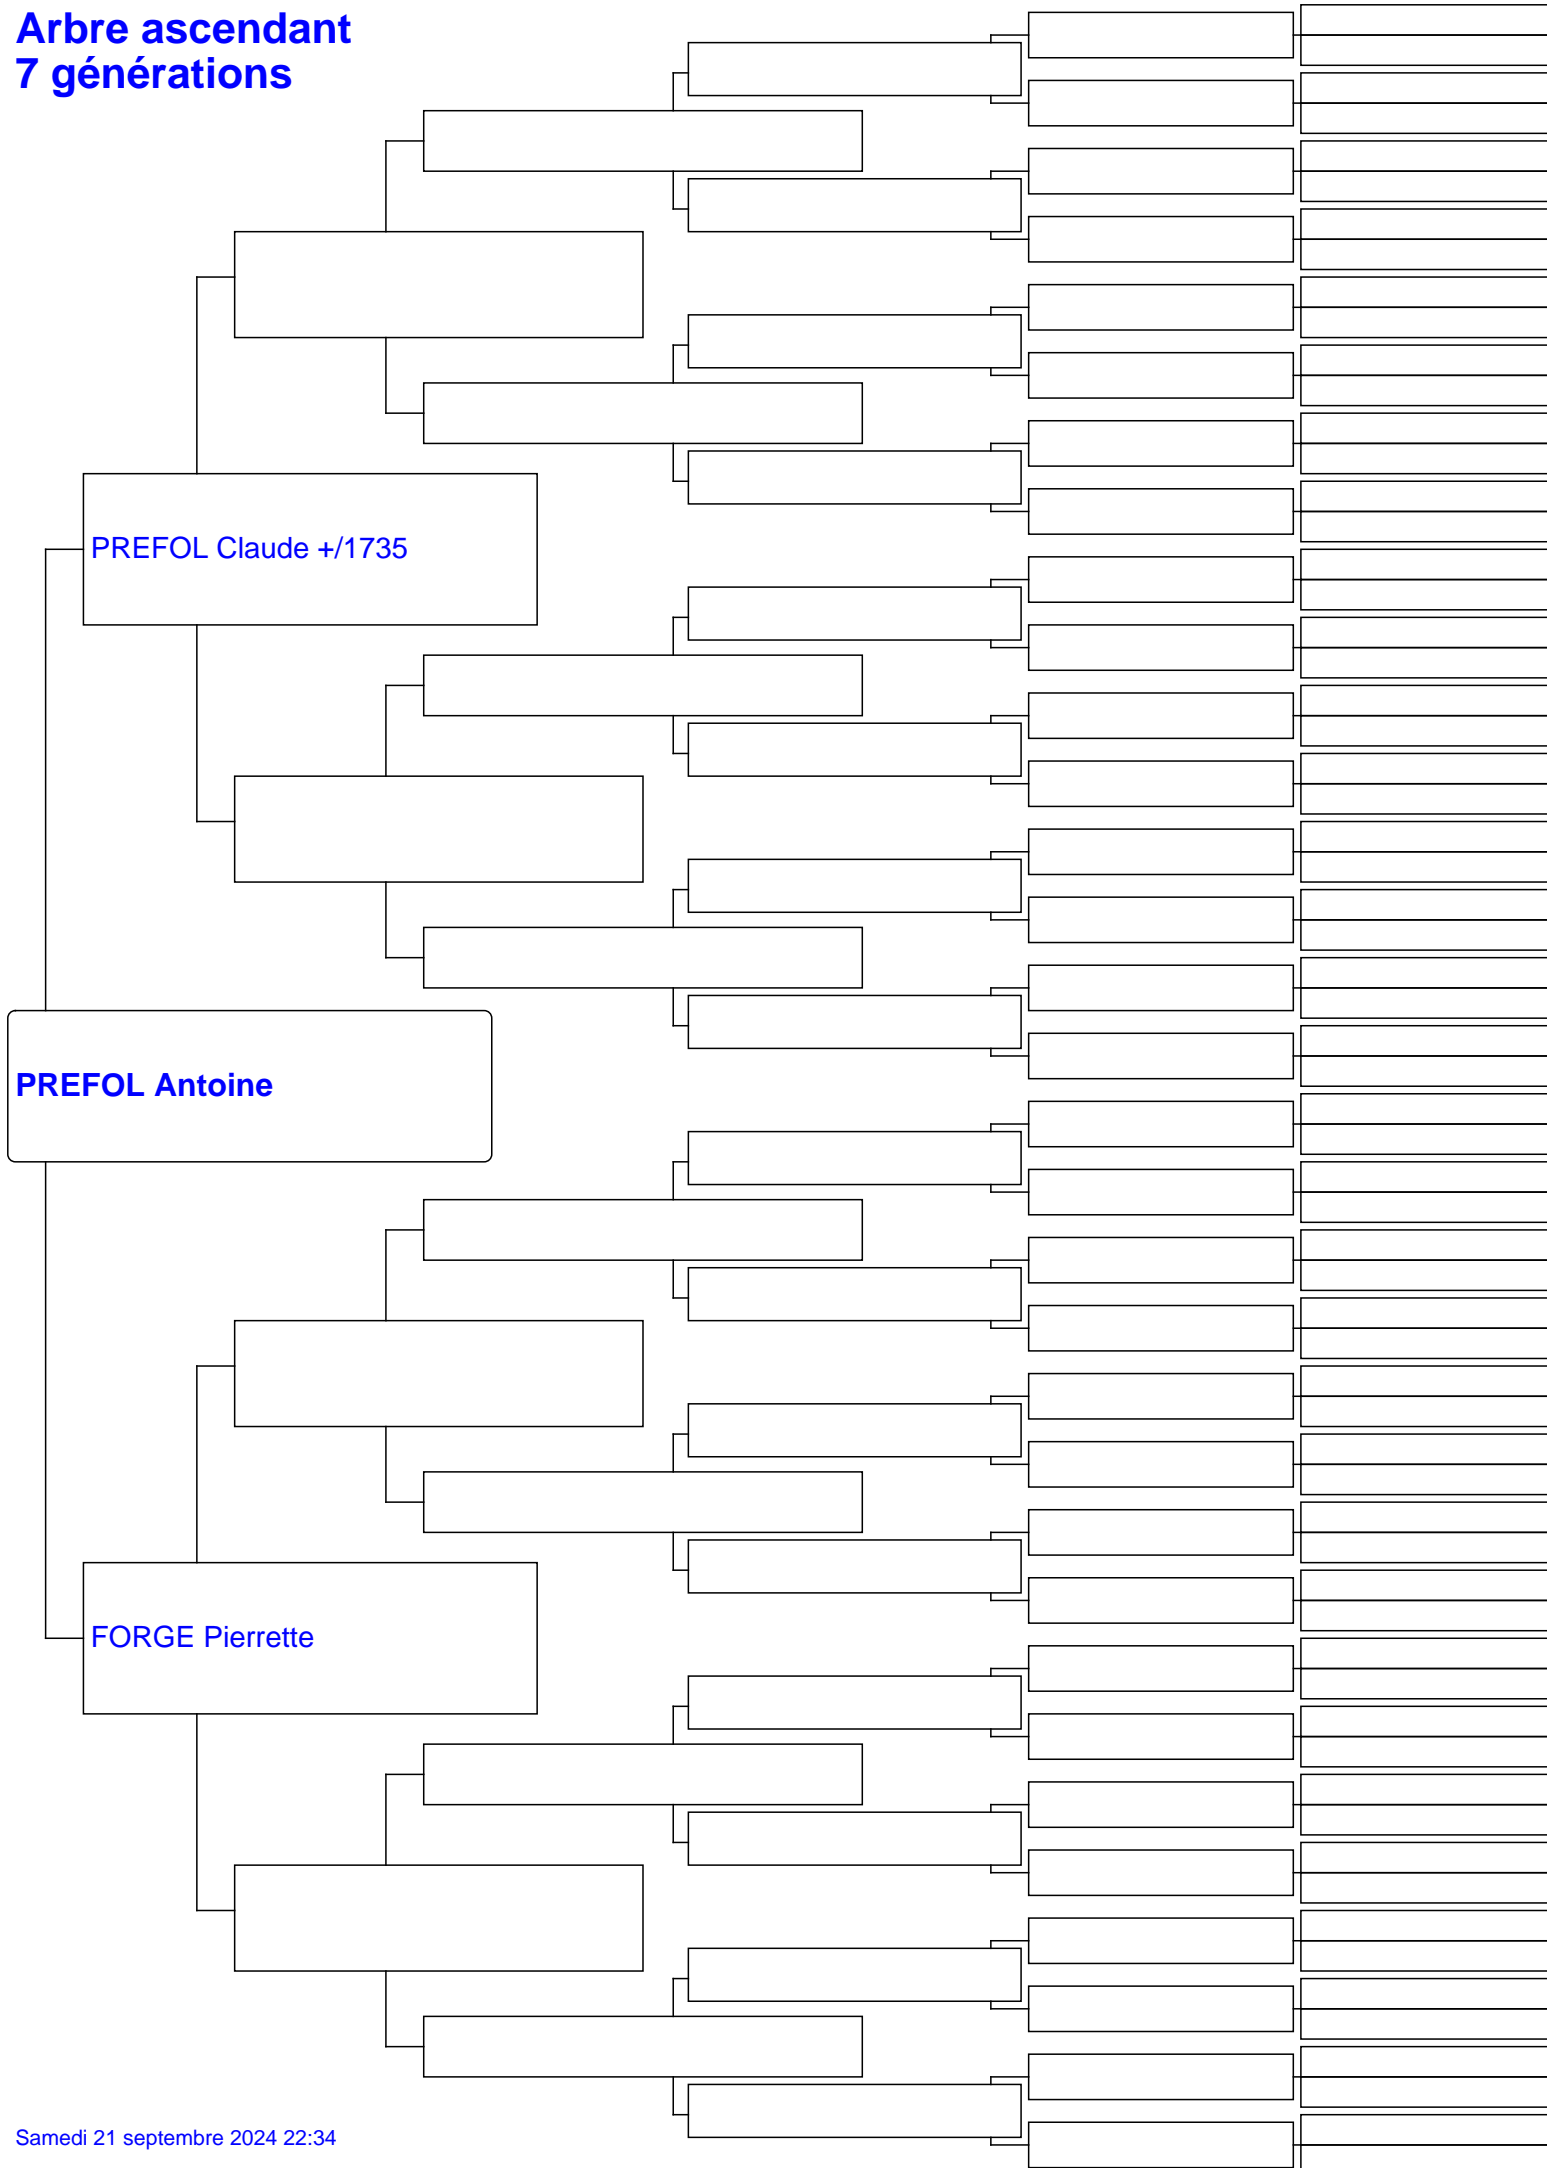 Arbre ascendant
7 générations
PREFOL Claude +/1735
PREFOL Antoine
FORGE Pierrette
Samedi 21 septembre 2024 22:34